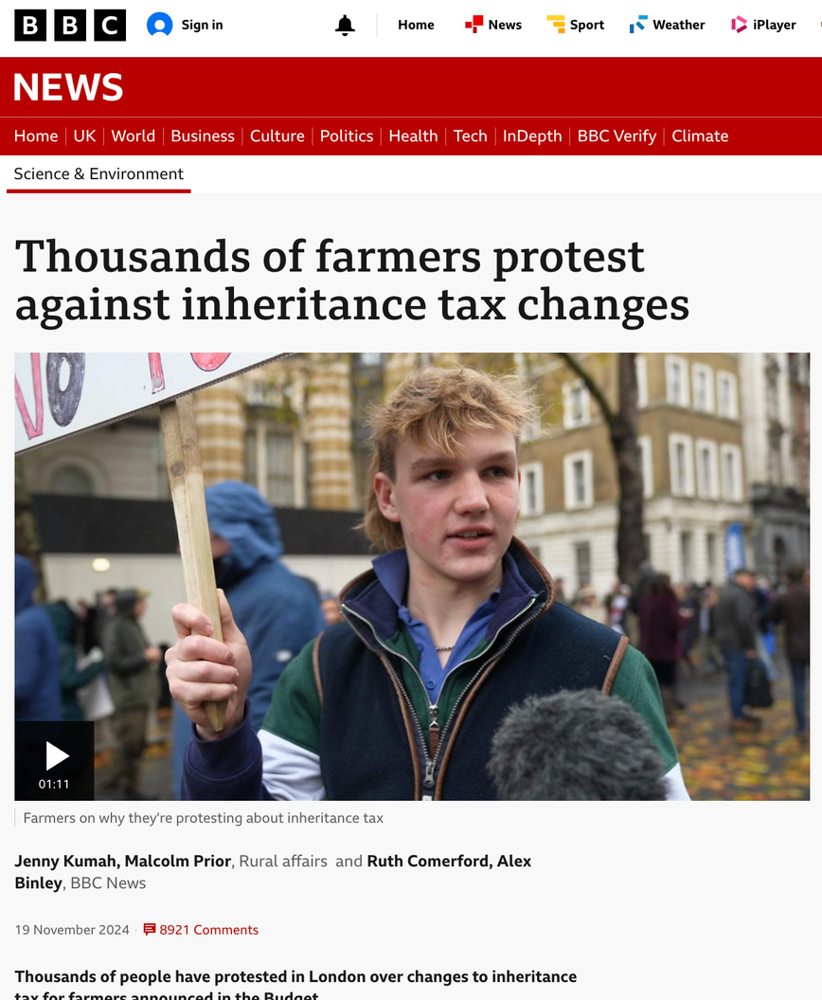 BBC
Sign in
Home
News
Sport
Weather
iPlayer
NEWS
Home
UK
World
Business
Culture
Politics
Health
Tech
InDepth
BBC Verify
Climate
Science & Environment
Thousands of farmers protest
against inheritance tax changes
01:11
Farmers on why they're protesting about inheritance tax
Jenny Kumah, Malcolm Prior, Rural affairs and Ruth Comerford, Alex
Binley, BBC News
19 November 2024 · 8921 Comments
Thousands of people have protested in London over changes to inheritance
tax for farmers announced in the Budget.